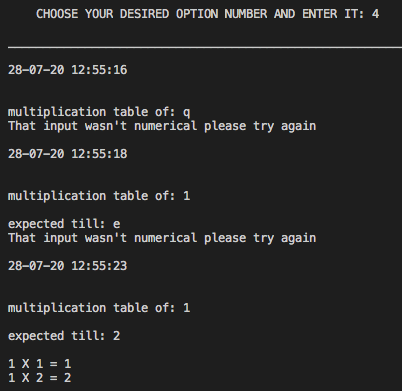 CHOOSE YOUR DESIRED OPTION NUMBER AND ENTER IT: 4
28-07-20 12:55:16
multiplication table of: q
That input wasn't numerical please try again
28-07-20 12:55:18
multiplication table of: 1
expected till: e
That input wasn't numerical please try again
28-07-20 12:55:23
multiplication table of: 1
expected till: 2
1 X 1 = 1
1 X 2 = 2